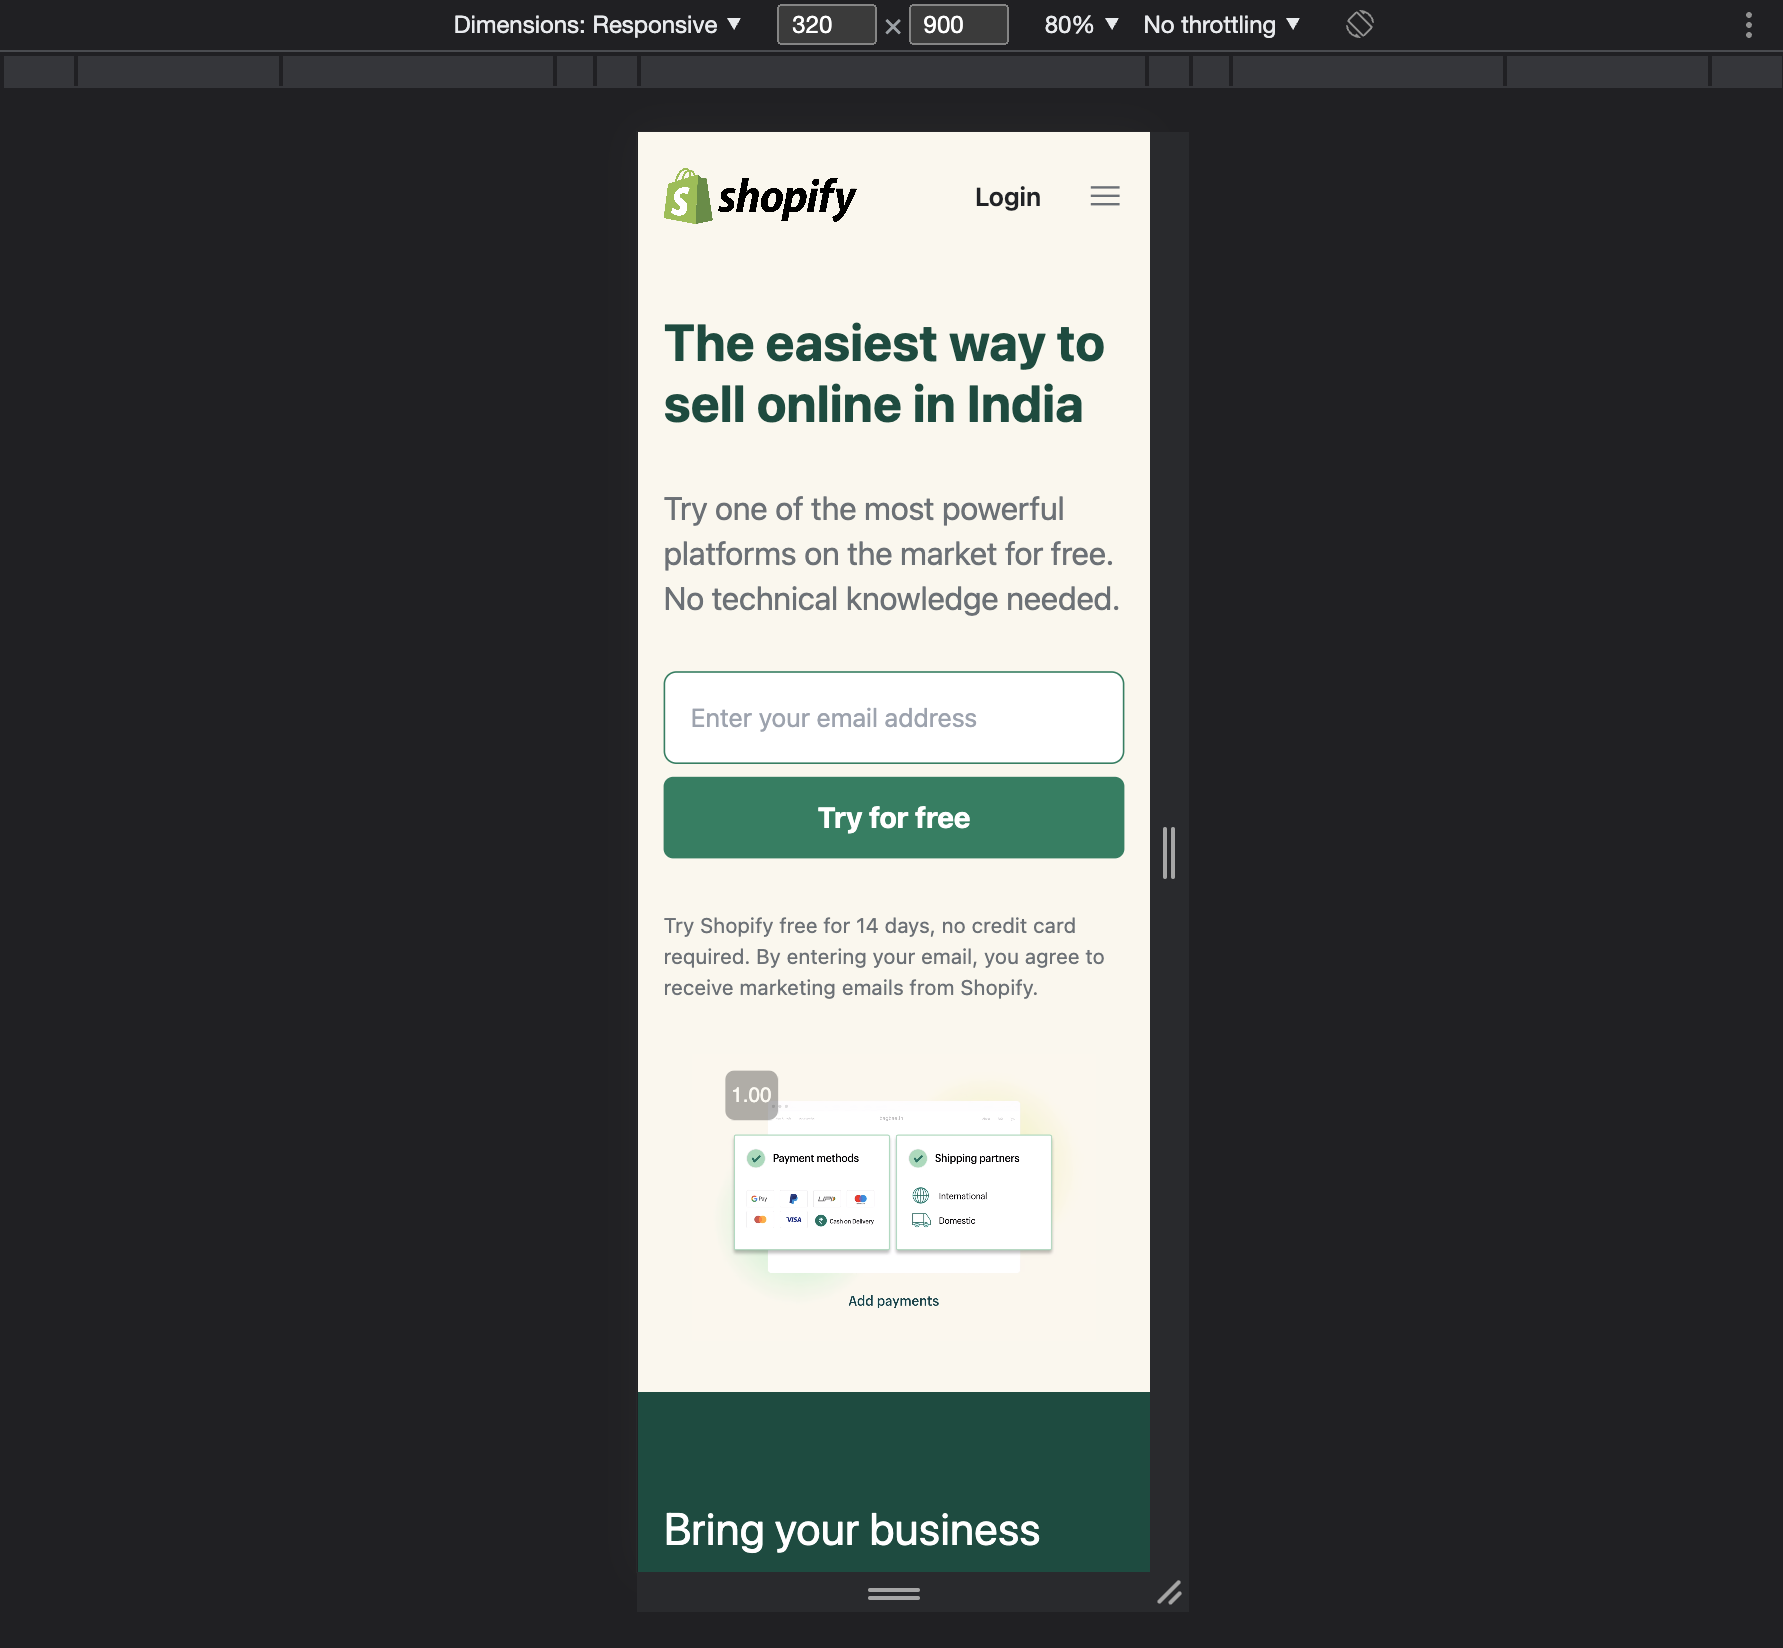 Dimensions: Responsive ▼ 320 × 900 80% ▼ No throttling ▼
shopify Login
The easiest way to
sell online in India
Try one of the most powerful
platforms on the market for free.
No technical knowledge needed.
Enter your email address
Try for free
Try Shopify free for 14 days, no credit card
required. By entering your email, you agree to
receive marketing emails from Shopify.
1.00
Payment methods
G Pay
VISA Cash on Delivery
Shipping partners
International
Domestic
Add payments
Bring your business